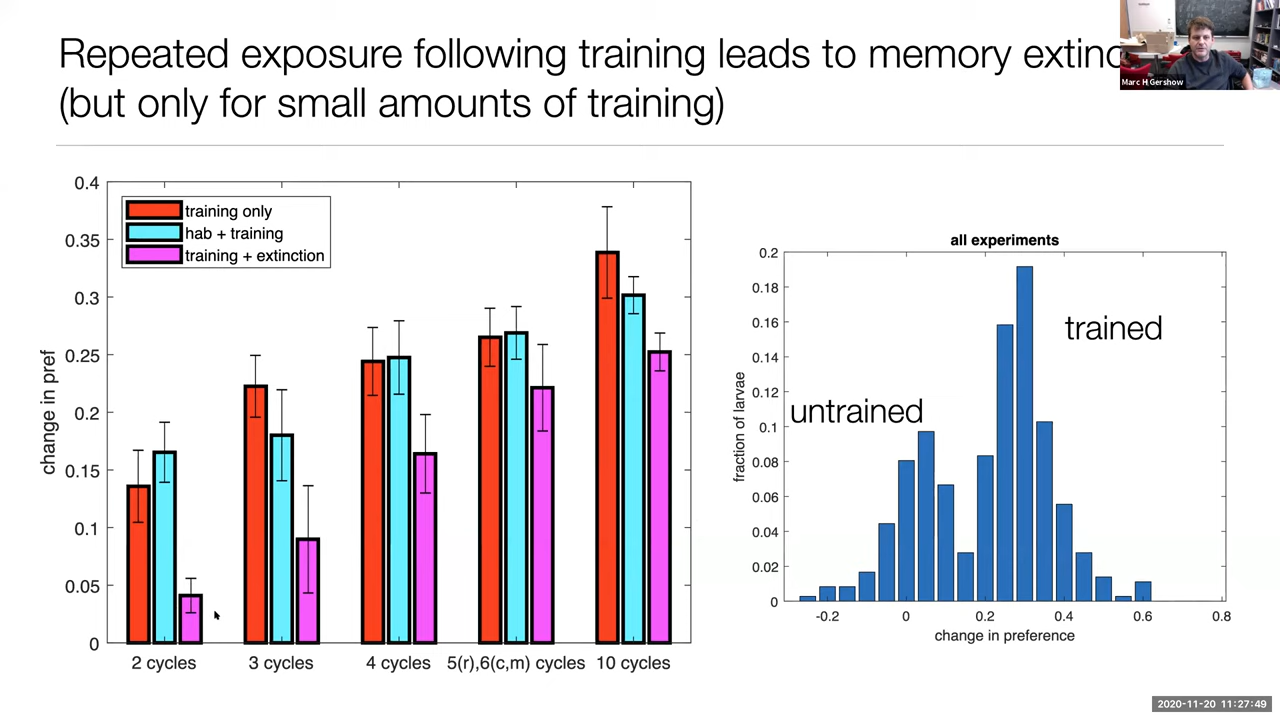 Repeated exposure following training leads to memory extinc
(but only for small amounts of training)
Marc H Gershow
0.4
0.35
0.3
0.25
0.2
0.15
0.1
0.05
0
change in pref
training only
hab + training
training + extinction
2 cycles
3 cycles
4 cycles
5(r),6(c,m) cycles
10 cycles
all experiments
0.2
0.18
0.16
0.14
0.12
0.1
0.08
0.06
0.04
0.02
0
fraction of larvae
untrained
trained
-0.2
0
0.2
0.4
0.6
0.8
change in preference
2020-11-20 11:27:49